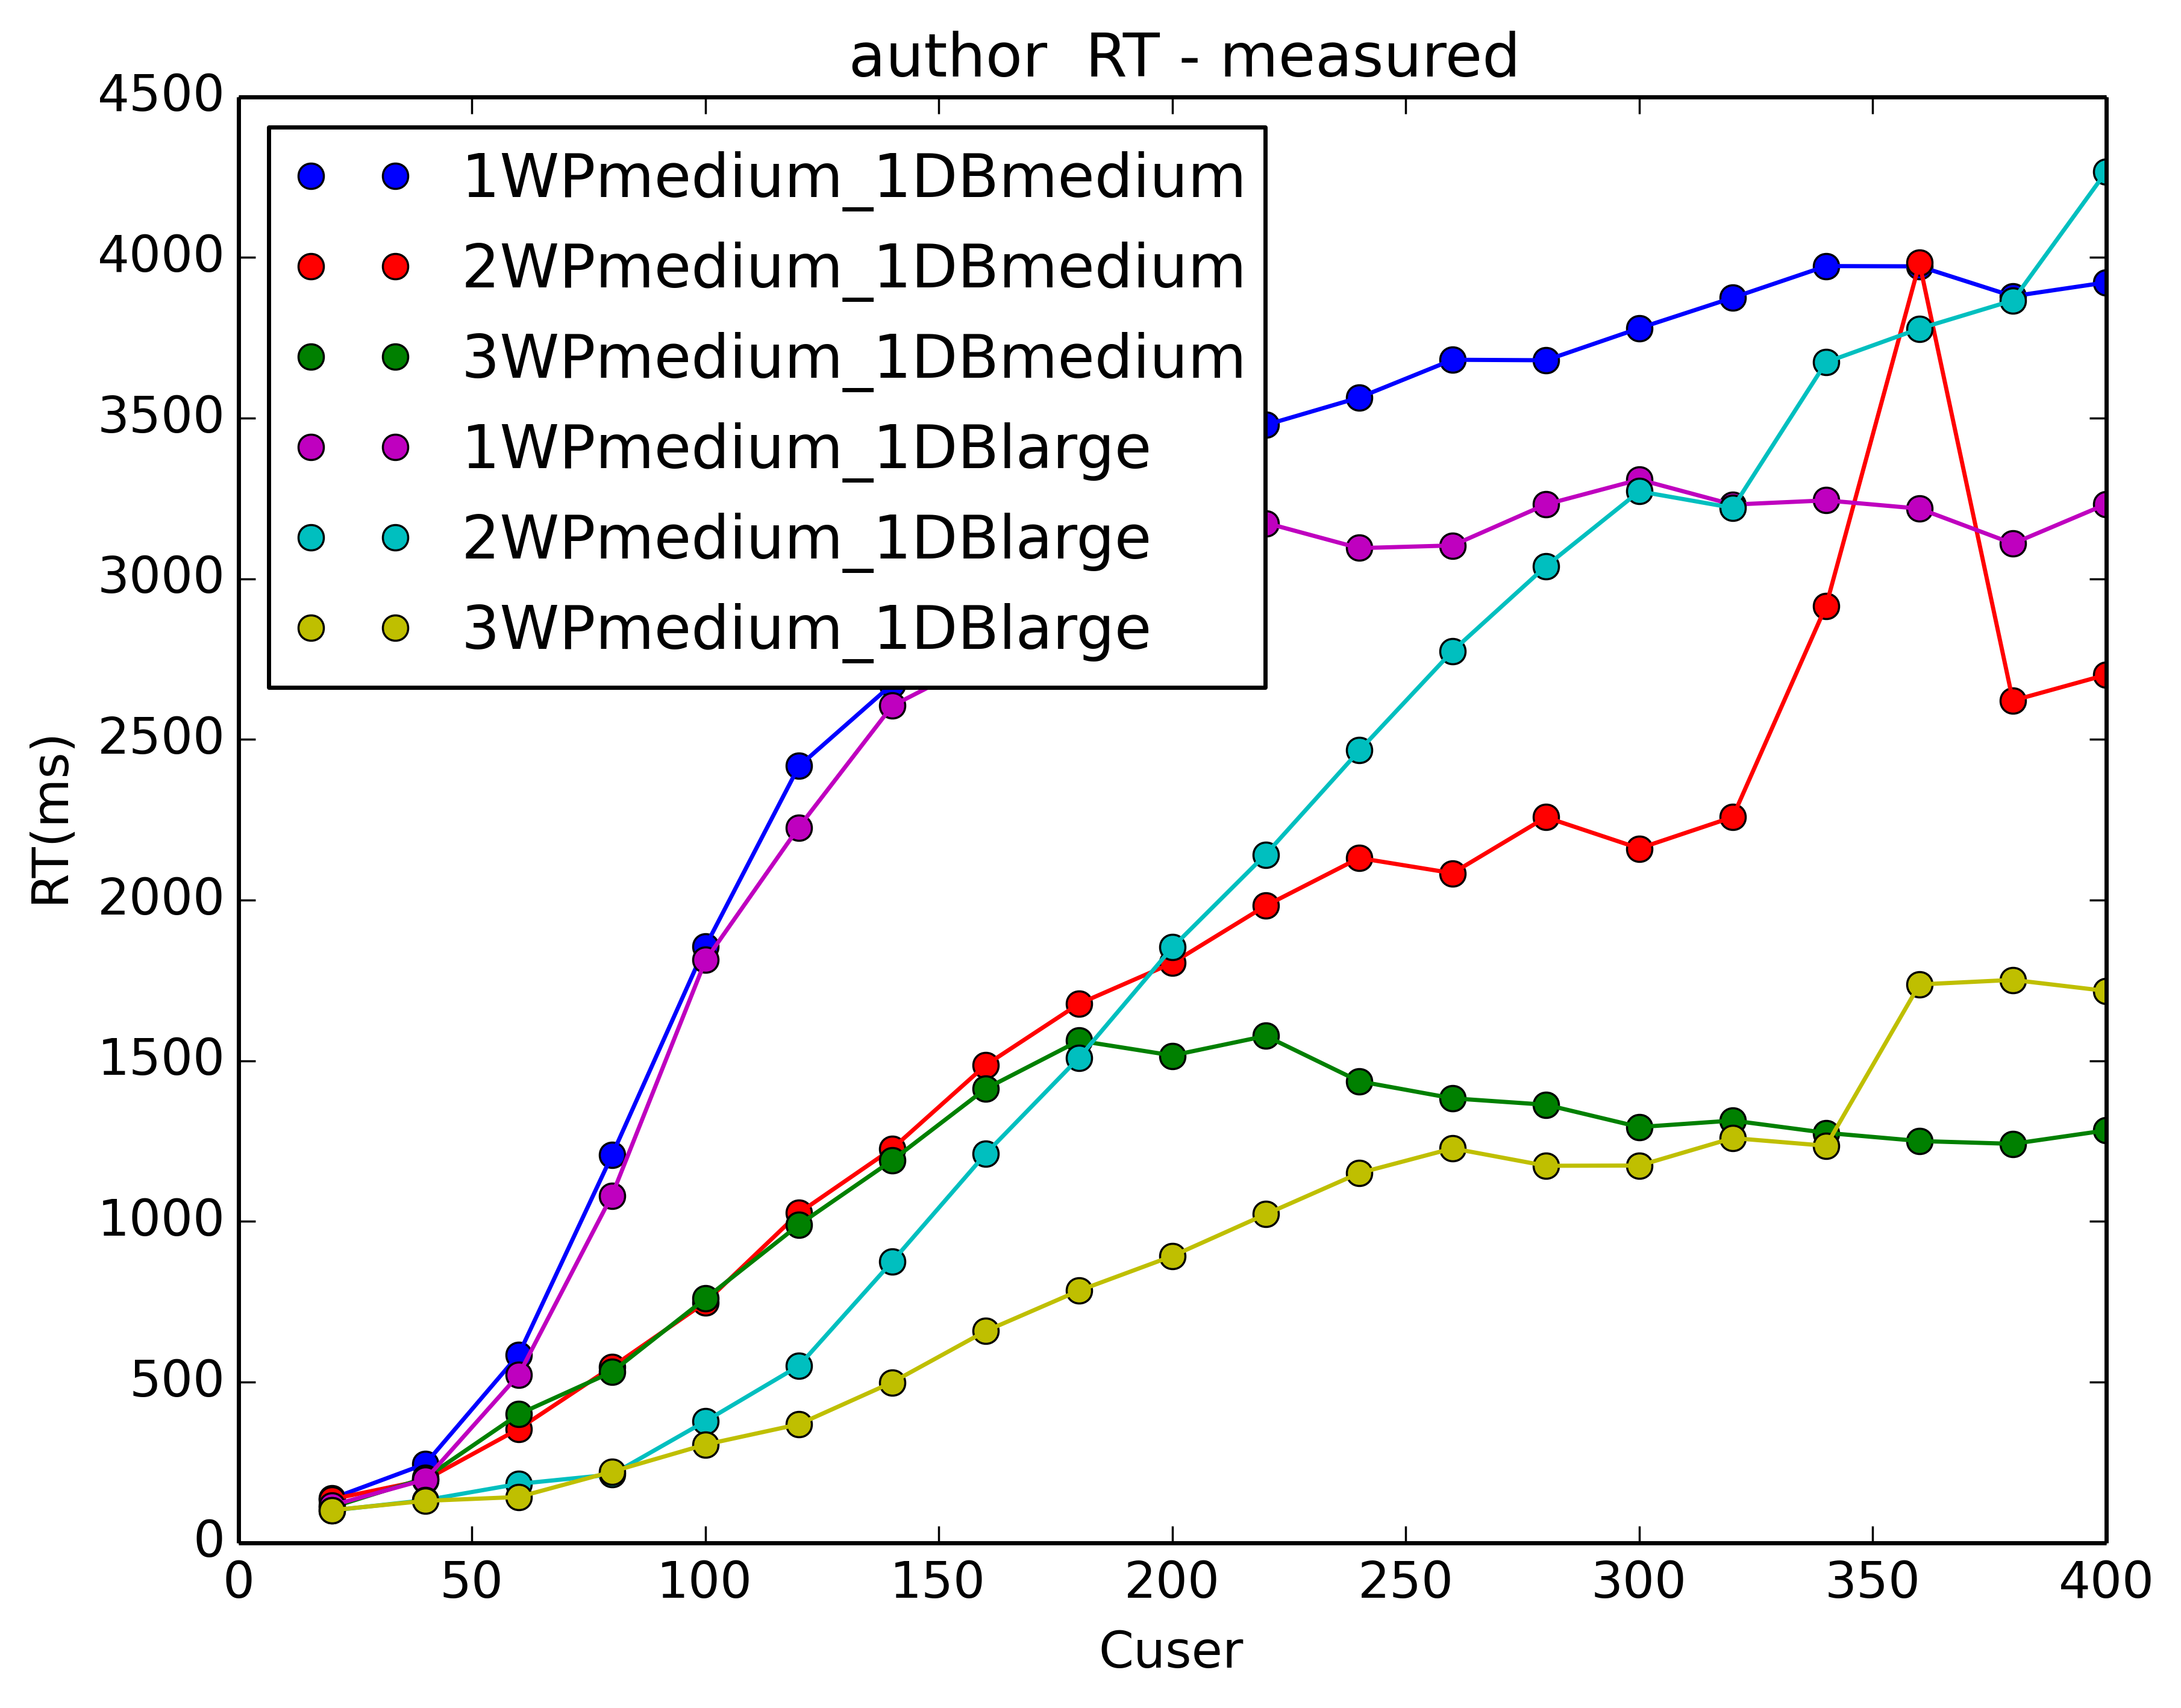 author  RT - measured
4500
4000
3500
3000
2500
2000
1500
1000
500
0
RT(ms)
1WPmedium_1DBmedium
2WPmedium_1DBmedium
3WPmedium_1DBmedium
1WPmedium_1DBlarge
2WPmedium_1DBlarge
3WPmedium_1DBlarge
0 50 100 150 200 250 300 350 400
Cuser